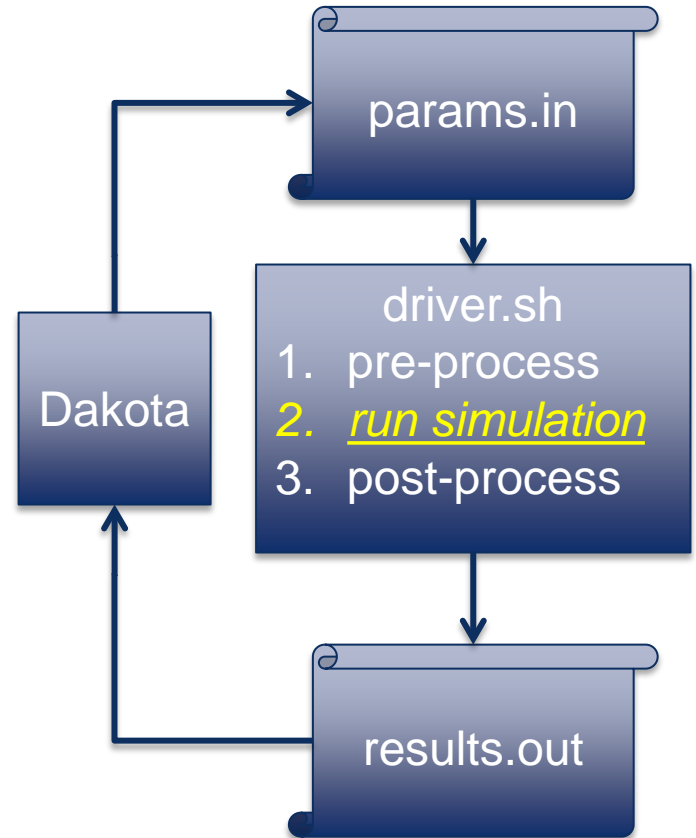 params.in
driver.sh
1. pre-process
2. run simulation
3. post-process
Dakota
results.out